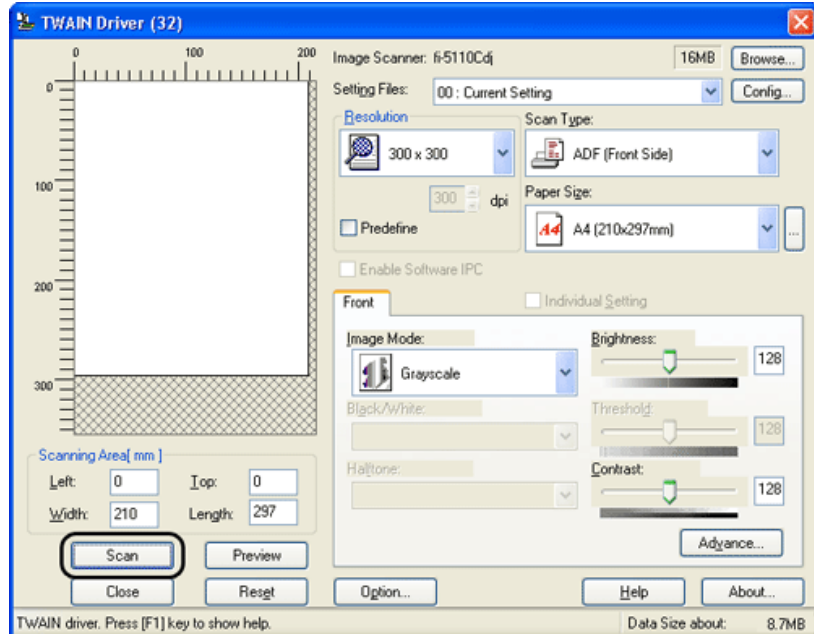 TWAIN Driver (32)
0 100 200
0
100
200
300
Image Scanner: fi-5110Cdj 16MB Browse...
Setting Files: 00 : Current Setting Config...
Resolution
300 x 300
300 dpi
Predefine
Scan Type:
ADF (Front Side)
Paper Size:
A4 A4 (210x297mm) ...
Enable Software IPC
Front
Individual Setting
Image Mode:
Grayscale
Black/White:
Halftone:
Brightness:
128
Threshold:
128
Contrast:
128
Advance...
Scanning Area[ mm ]
Left: 0 Top: 0
Width: 210 Length: 297
Scan Preview
Close Reset Option... Help About...
TWAIN driver. Press [F1] key to show help. Data Size about: 8.7MB